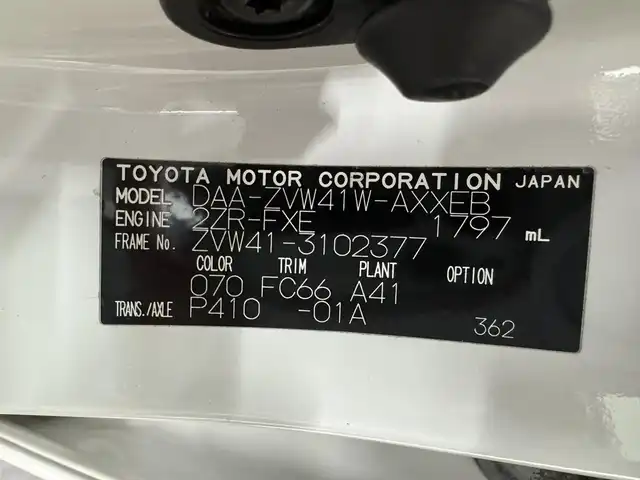 TOYOTA MOTOR CORPORATION JAPAN
MODEL DAA-ZVW41W-AXXEB
ENGINE 2ZR-FXE 1797 mL
FRAME No. ZVW41-3102377
COLOR TRIM PLANT OPTION
070 FC66 A41
TRANS./AXLE P410 -01A
362